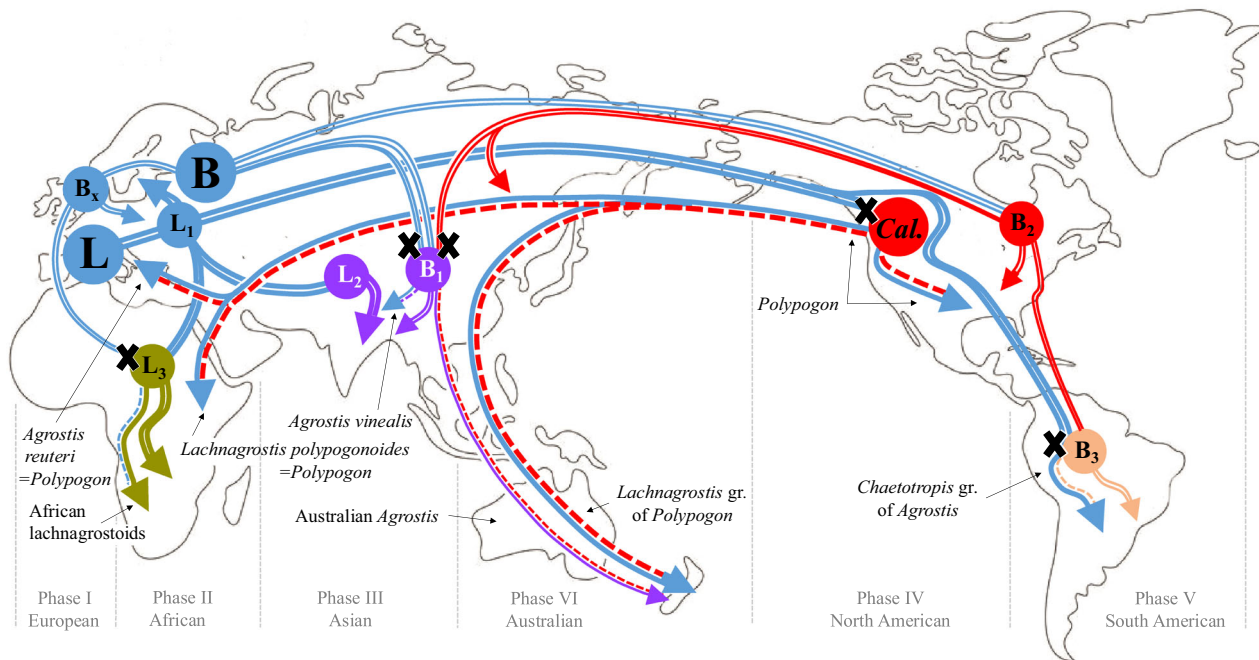 B
Bx
L1
L
L2
B1
L3
Cal.
B2
B3
Polypogon
Agrostis
reuteri
=Polypogon
African
lachnagrostoids
Lachnagrostis polypogonoides
=Polypogon
Agrostis vinealis
Australian Agrostis
Lachnagrostis gr.
of Polypogon
Chaetotropis gr.
of Agrostis
Phase I
European
Phase II
African
Phase III
Asian
Phase VI
Australian
Phase IV
North American
Phase V
South American